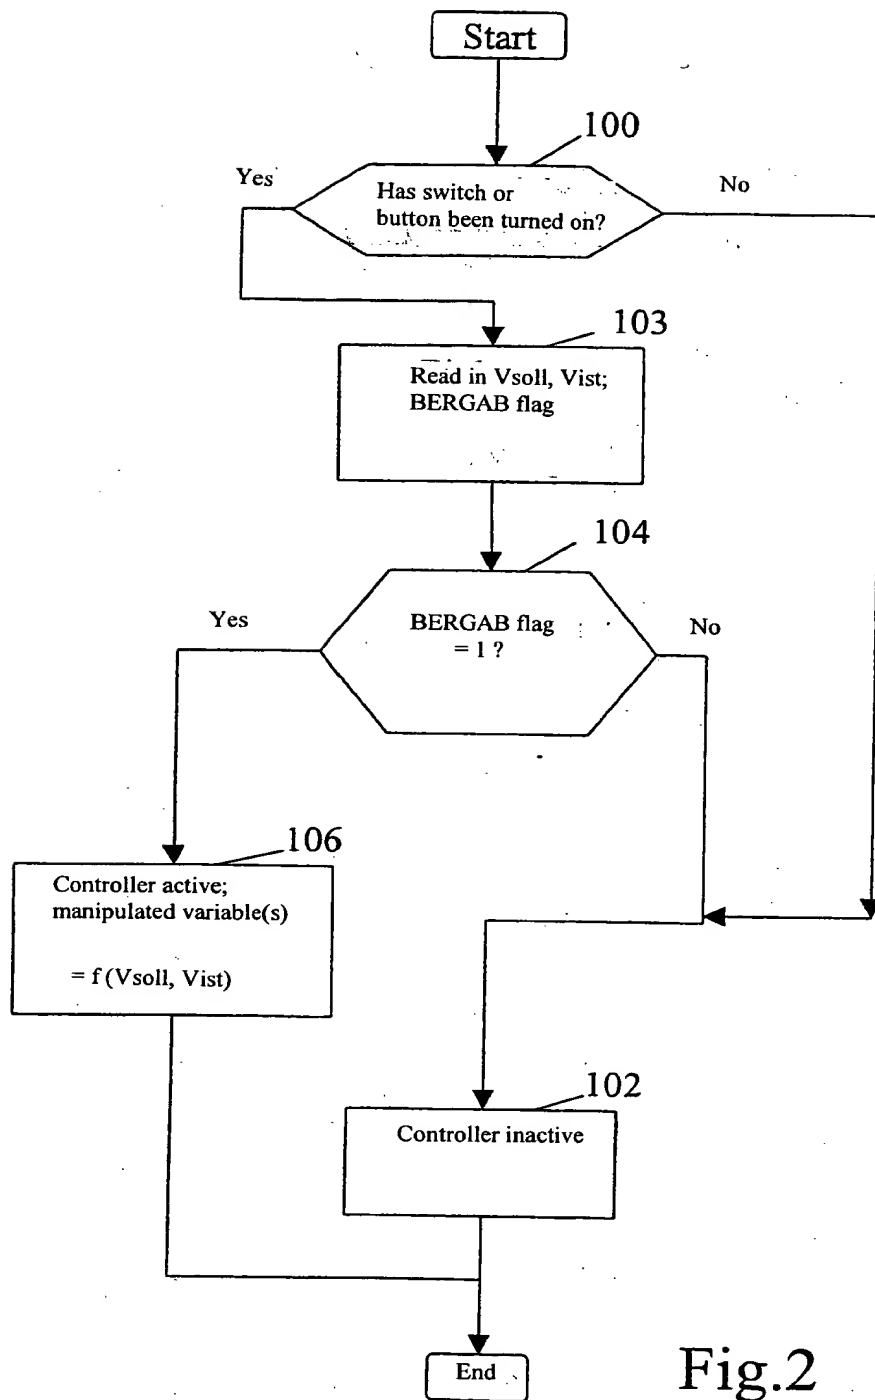 Start
100
Yes
No
Has switch or
button been turned on?
103
Read in Vsoll, Vist;
BERGAB flag
104
Yes
BERGAB flag
= 1 ?
No
106
Controller active;
manipulated variable(s)
= f (Vsoll, Vist)
102
Controller inactive
End
Fig.2